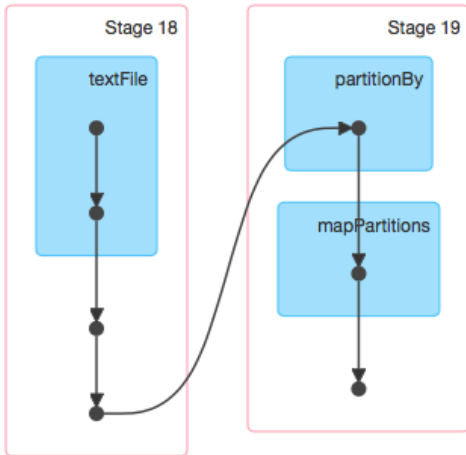 Stage 18
textFile
Stage 19
partitionBy
mapPartitions